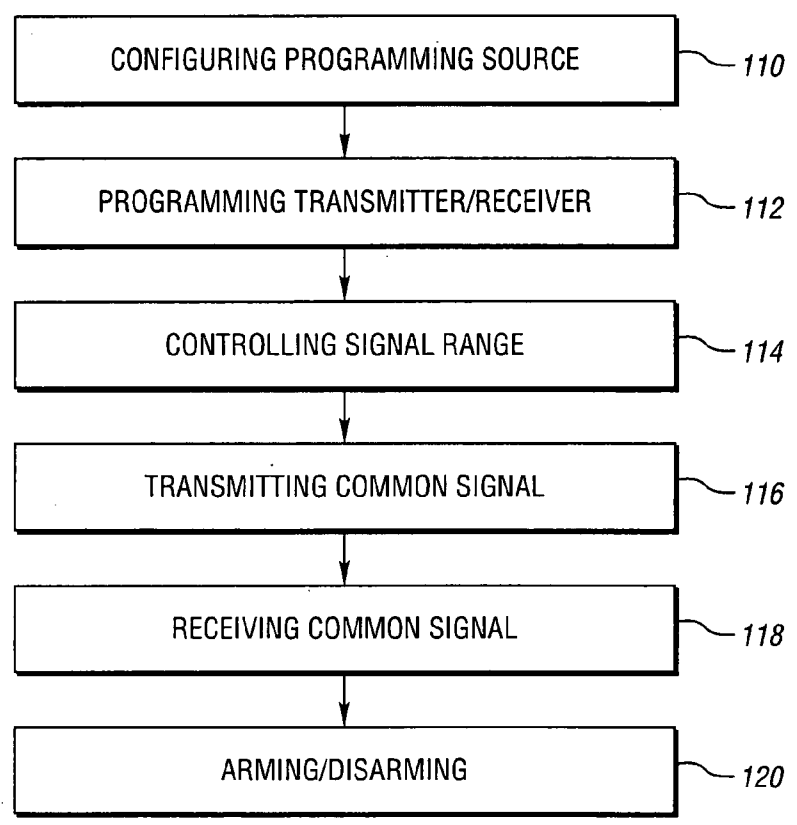 CONFIGURING PROGRAMMING SOURCE 110
PROGRAMMING TRANSMITTER/RECEIVER 112
CONTROLLING SIGNAL RANGE 114
TRANSMITTING COMMON SIGNAL 116
RECEIVING COMMON SIGNAL 118
ARMING/DISARMING 120